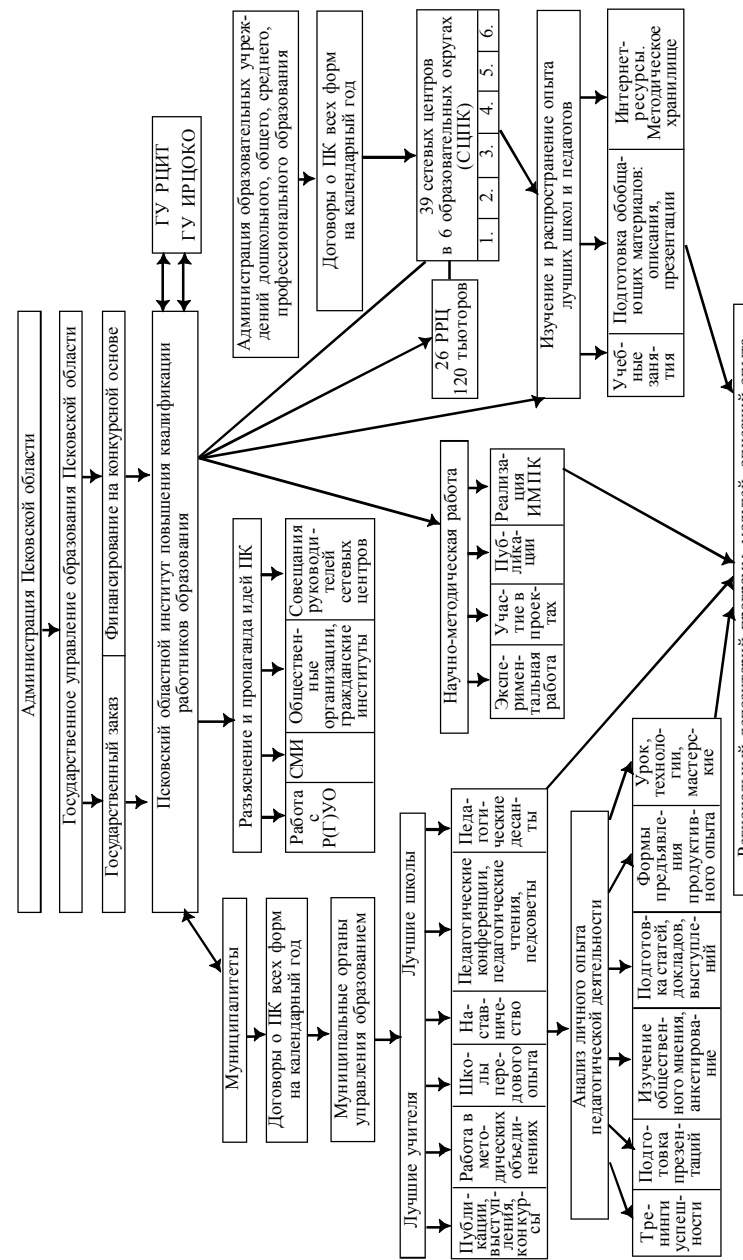 Администрация Псковской области
Государственное управление образования Псковской области
Государственный заказ
Финансирование на конкурсной основе
Псковский областной институт повышения квалификации
работников образования
ГУ РЦИТ
ГУ ИРЦОКО
Муниципалитеты
Договоры о ПК всех форм
на календарный год
Муниципальные органы
управления образованием
Лучшие учителя
Лучшие школы
Публи-
кации,
выступ-
ления,
конкур-
сы
Работа в
мето-
дических
объеди-
нениях
Шко-
лы
пере-
дового
опыта
На-
став-
ниче-
ство
Педагогические
конференции,
педагогические
чтения,
педсоветы
Педа-
гоги-
ческие
десан-
ты
Анализ личного опыта
педагогической деятельности
Тре-
нинги
успеш-
ности
Подго-
товка
презен-
таций
Изучение
обществен-
ного мнения,
анкетирова-
ние
Подготов-
ка статей,
докладов,
выступле-
ний
Формы
предъявле-
ния
продуктив-
ного опыта
Урок,
техноло-
гии,
мастерс-
кие
Разъяснение и пропаганда идей ПК
Работа
с
Р(Г)УО
СМИ
Обществен-
ные
организации,
гражданские
институты
Совещания
руководи-
телей
сетевых
центров
Научно-методическая работа
Экспе-
римен-
тальная
работа
Учас-
тие в
проек-
тах
Пуб-
лика-
ции
Реализа-
ция
ИМПК
Администрация образовательных учреж-
дений дошкольного, общего, среднего,
профессионального образования
Договоры о ПК всех форм
на календарный год
39 сетевых центров
в 6 образовательных округах
(СЦПК)
1. 2. 3. 4. 5. 6.
26 РРЦ
120 тьюторов
Изучение и распространение опыта
лучших школ и педагогов
Учеб-
ные
заня-
тия
Подготовка обобща-
ющих материалов:
описания,
презентации
Интернет-
ресурсы.
Методическое
хранилище